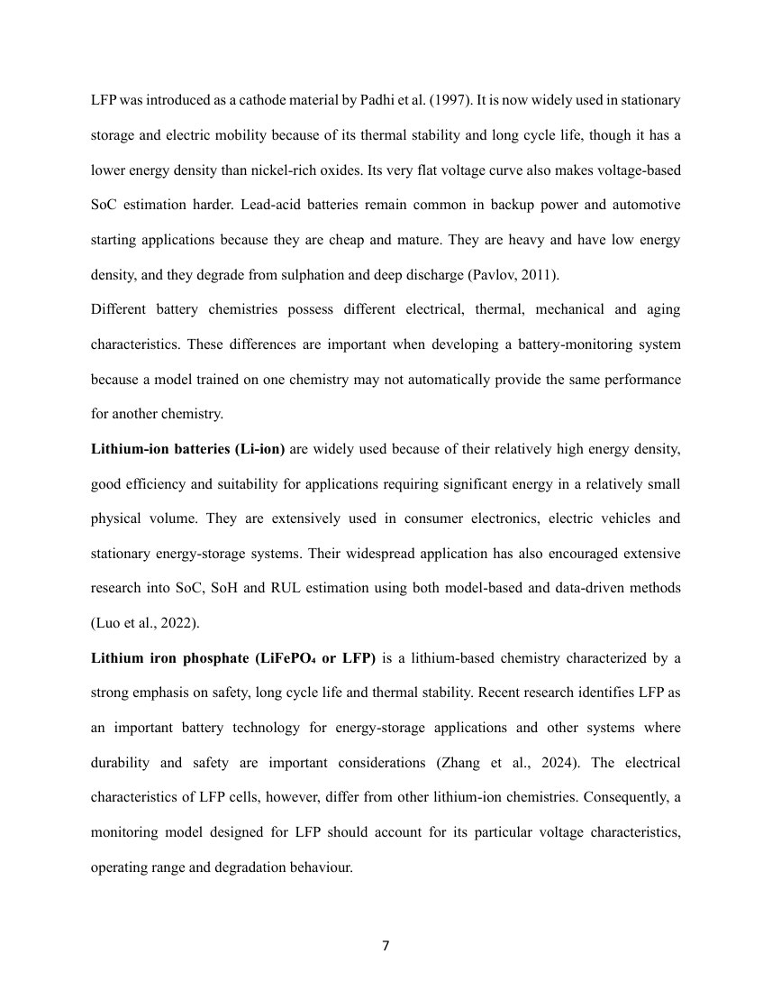 LFP was introduced as a cathode material by Padhi et al. (1997). It is now widely used in stationary
storage and electric mobility because of its thermal stability and long cycle life, though it has a
lower energy density than nickel-rich oxides. Its very flat voltage curve also makes voltage-based
SoC estimation harder. Lead-acid batteries remain common in backup power and automotive
starting applications because they are cheap and mature. They are heavy and have low energy
density, and they degrade from sulphation and deep discharge (Pavlov, 2011).
Different battery chemistries possess different electrical, thermal, mechanical and aging
characteristics. These differences are important when developing a battery-monitoring system
because a model trained on one chemistry may not automatically provide the same performance
for another chemistry.
Lithium-ion batteries (Li-ion) are widely used because of their relatively high energy density,
good efficiency and suitability for applications requiring significant energy in a relatively small
physical volume. They are extensively used in consumer electronics, electric vehicles and
stationary energy-storage systems. Their widespread application has also encouraged extensive
research into SoC, SoH and RUL estimation using both model-based and data-driven methods
(Luo et al., 2022).
Lithium iron phosphate (LiFePO₄ or LFP) is a lithium-based chemistry characterized by a
strong emphasis on safety, long cycle life and thermal stability. Recent research identifies LFP as
an important battery technology for energy-storage applications and other systems where
durability and safety are important considerations (Zhang et al., 2024). The electrical
characteristics of LFP cells, however, differ from other lithium-ion chemistries. Consequently, a
monitoring model designed for LFP should account for its particular voltage characteristics,
operating range and degradation behaviour.
7